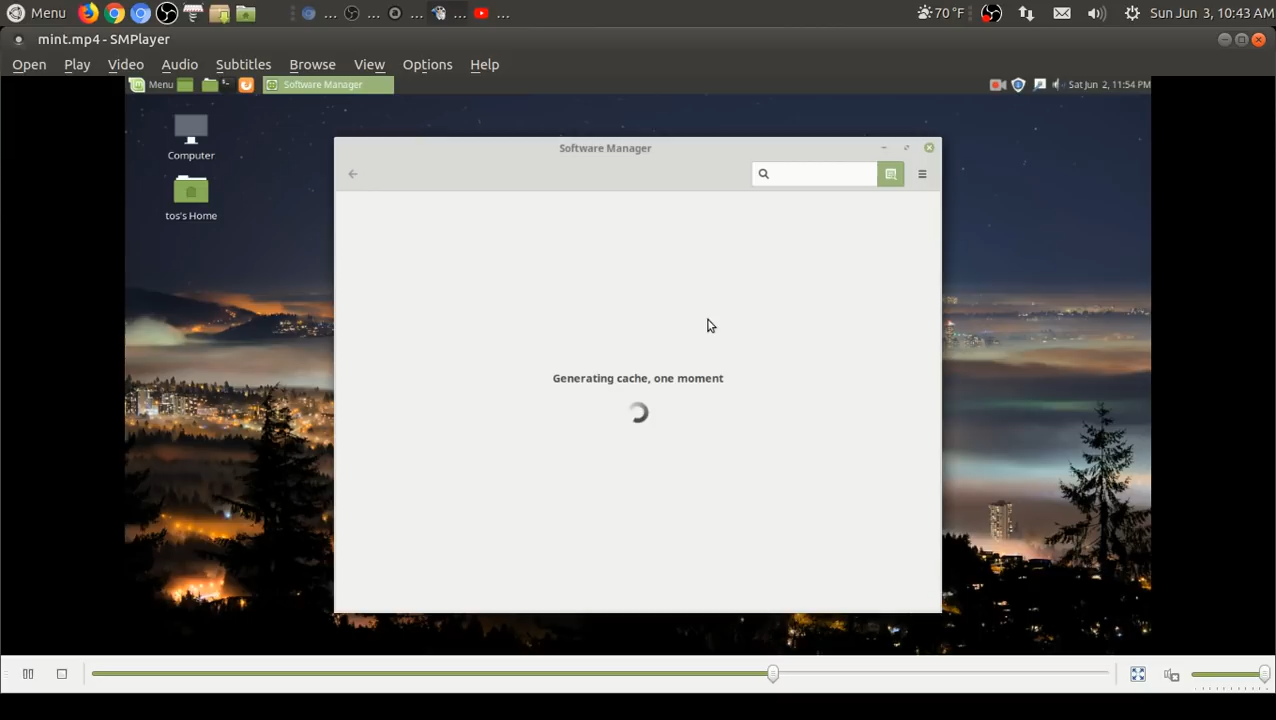 Menu ... ... ... ... ... 70 °F Sun Jun 3, 10:43 AM
mint.mp4 - SMPlayer
Open Play Video Audio Subtitles Browse View Options Help
Menu Software Manager Sat Jun 2, 11:54 PM
Computer
tos's Home
Software Manager
Generating cache, one moment